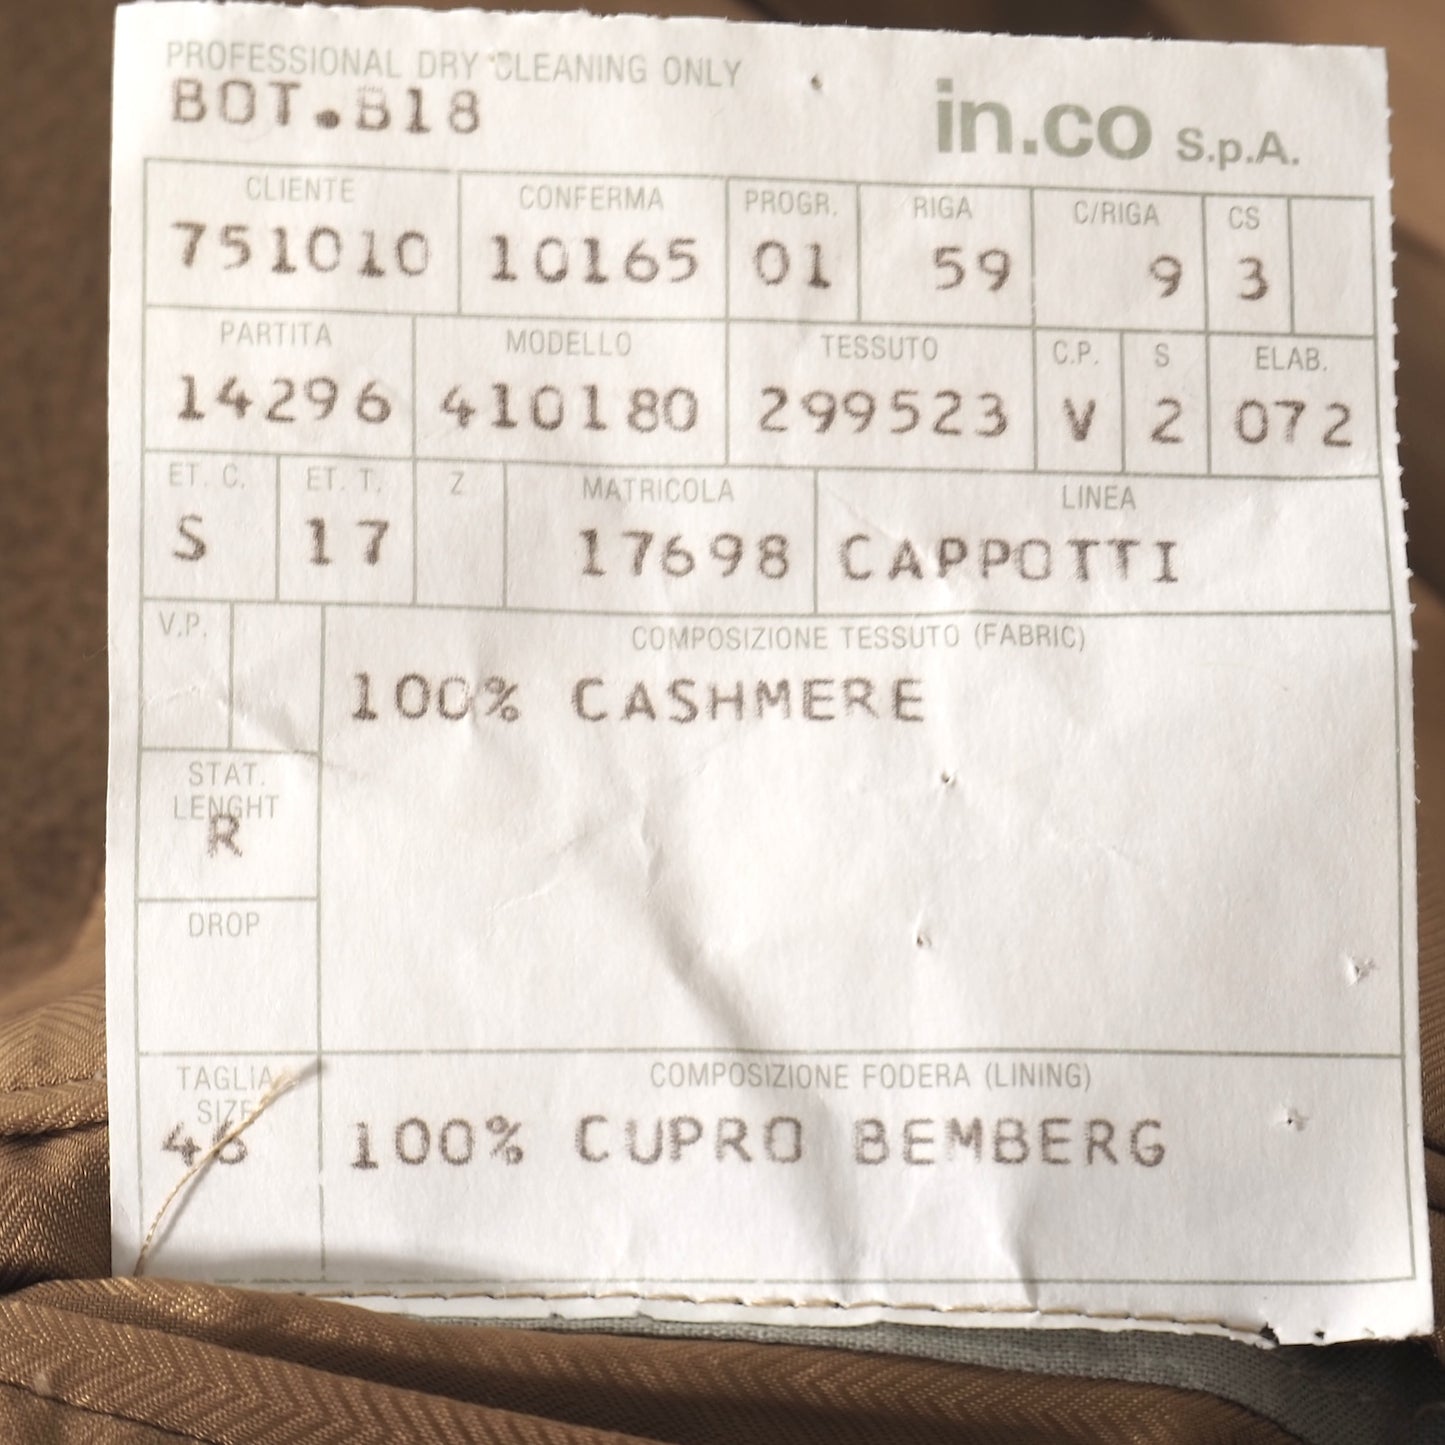 PROFESSIONAL DRY CLEANING ONLY
BOT.B18
in.co S.p.A.
CLIENTE CONFERMA PROGR. RIGA C/RIGA CS
751010 10165 01 59 9 3
PARTITA MODELLO TESSUTO C.P. S ELAB.
14296 410180 299523 V 2 072
ET. C. ET. T. Z MATRICOLA LINEA
S 17 17698 CAPPOTTI
V.P.
COMPOSIZIONE TESSUTO (FABRIC)
100% CASHMERE
STAT.
LENGHT
R
DROP
TAGLIA
SIZE
46
COMPOSIZIONE FODERA (LINING)
100% CUPRO BEMBERG